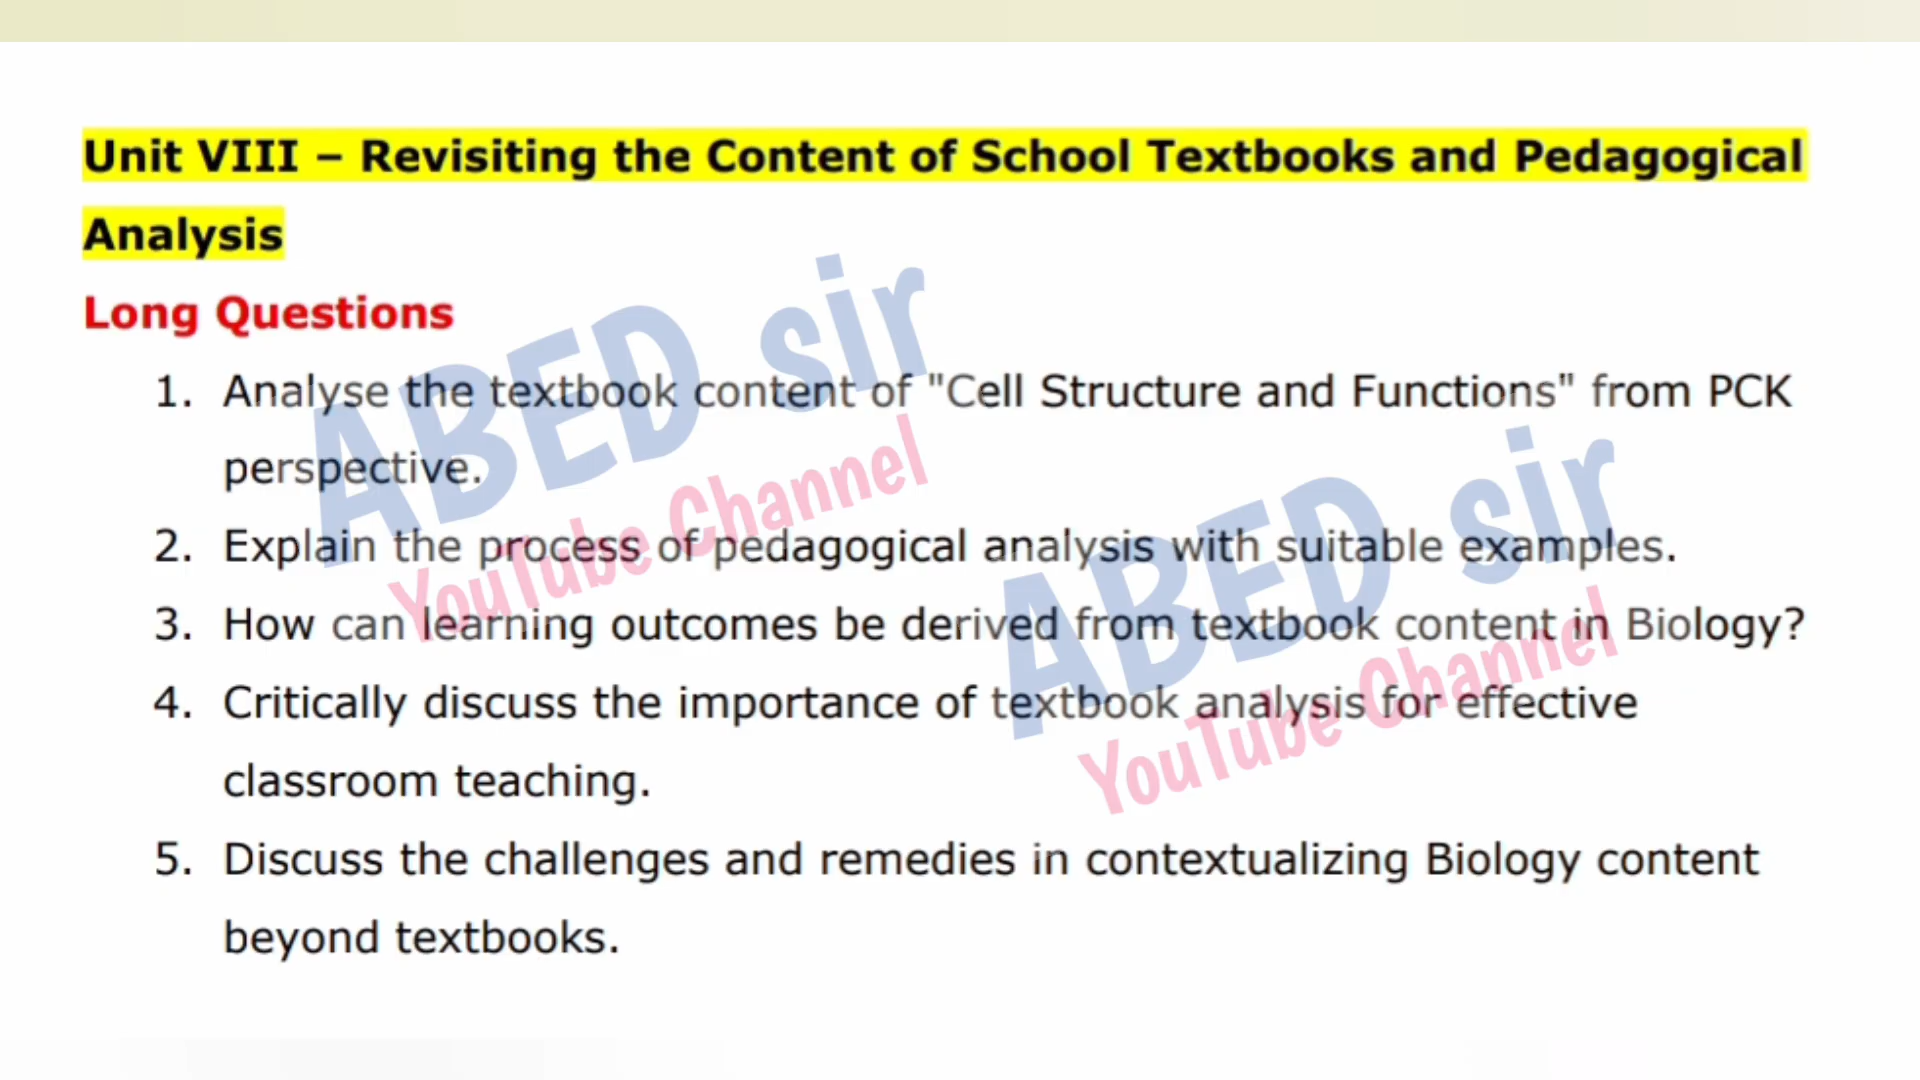 Unit VIII – Revisiting the Content of School Textbooks and Pedagogical
Analysis
Long Questions
1. Analyse the textbook content of "Cell Structure and Functions" from PCK
perspective.
2. Explain the process of pedagogical analysis with suitable examples.
3. How can learning outcomes be derived from textbook content in Biology?
4. Critically discuss the importance of textbook analysis for effective
classroom teaching.
5. Discuss the challenges and remedies in contextualizing Biology content
beyond textbooks.
ABED sir
YouTube Channel
ABED sir
YouTube Channel